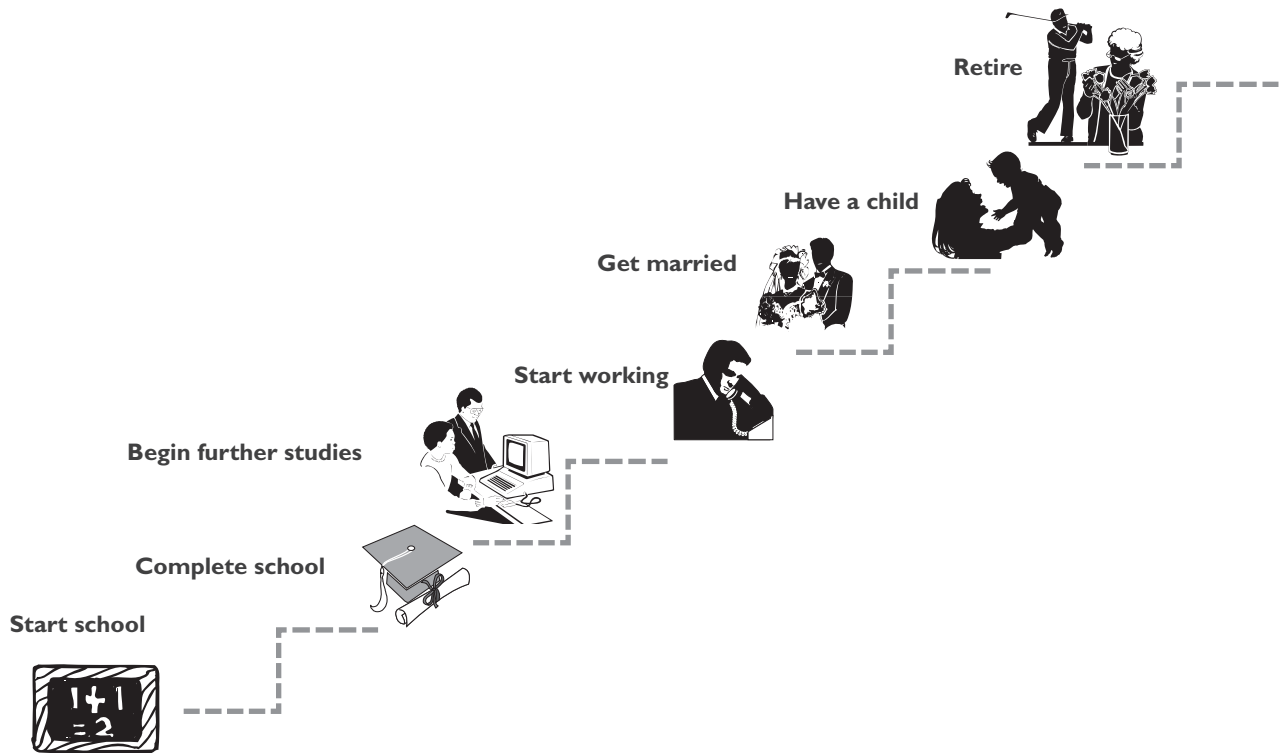 Retire
Have a child
Get married
Start working
Begin further studies
Complete school
Start school
1+1
=2